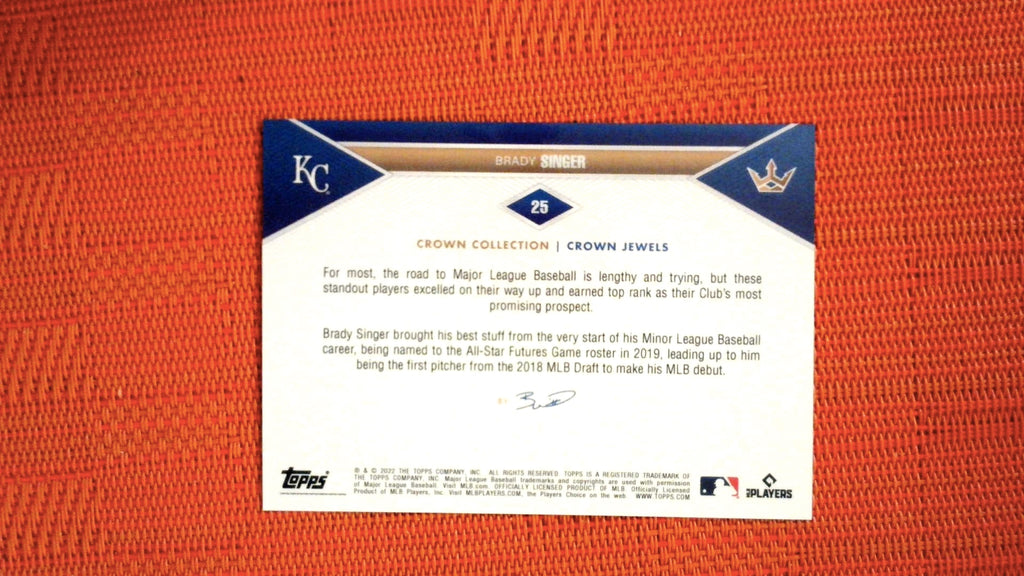 KC
BRADY SINGER
25
CROWN COLLECTION | CROWN JEWELS
For most, the road to Major League Baseball is lengthy and trying, but these
standout players excelled on their way up and earned top rank as their Club's most
promising prospect.
Brady Singer brought his best stuff from the very start of his Minor League Baseball
career, being named to the All-Star Futures Game roster in 2019, leading up to him
being the first pitcher from the 2018 MLB Draft to make his MLB debut.
BY
topps®
® & © 2022 THE TOPPS COMPANY, INC. ALL RIGHTS RESERVED. TOPPS IS A REGISTERED TRADEMARK OF
THE TOPPS COMPANY, INC. Major League Baseball trademarks and copyrights are used with permission
of Major League Baseball. Visit MLB.com. OFFICIALLY LICENSED PRODUCT OF MLB Officially Licensed
Product of MLB Players, Inc. Visit MLBPLAYERS.COM, the Players Choice on the web. WWW.TOPPS.COM
MLB PLAYERS